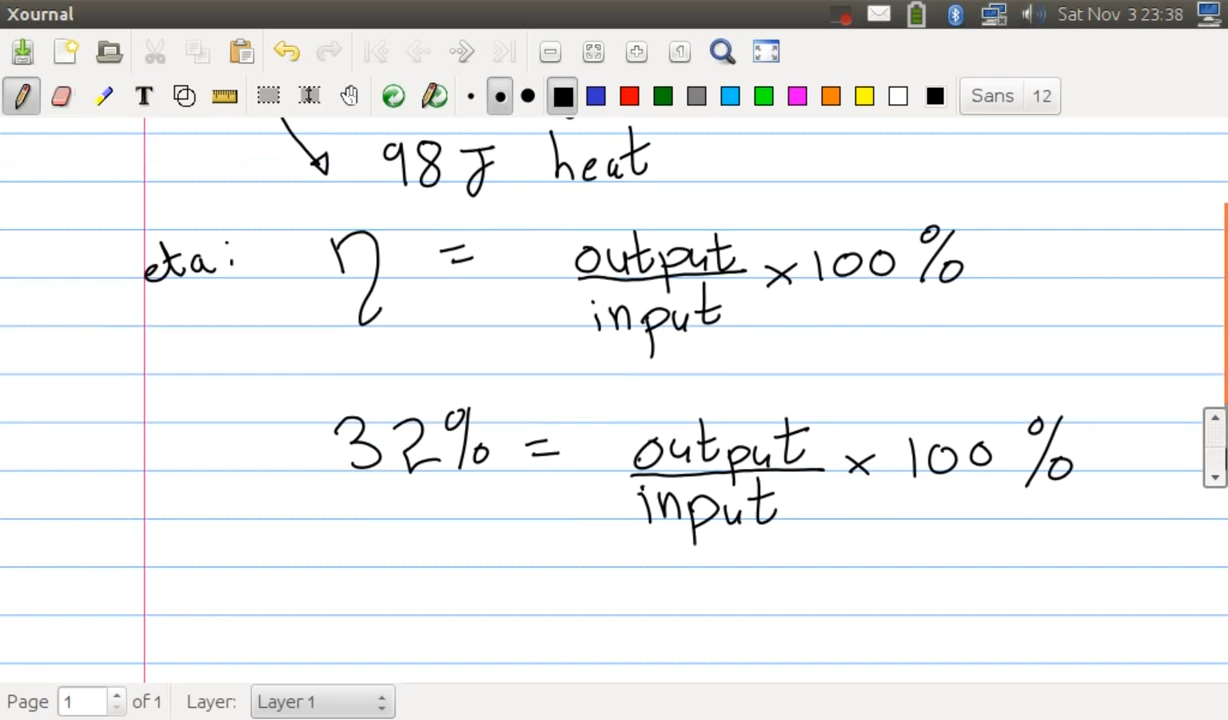 Xournal
Sat Nov 3 23:38
Sans 12
98 J heat
eta: η = output/input × 100 %
32% = output/input × 100 %
Page 1 of 1 Layer: Layer 1